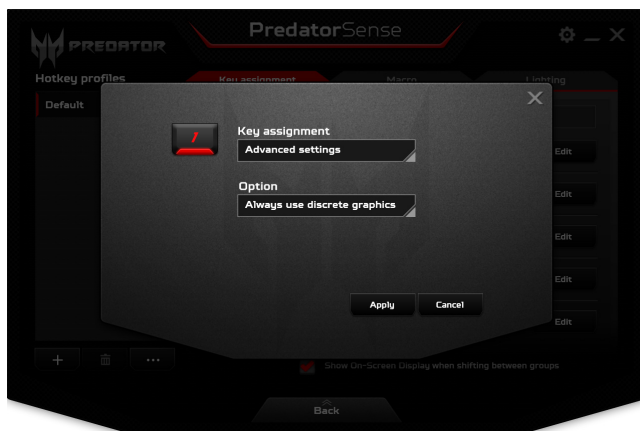 PREDATOR
PredatorSense
Hotkey profiles
Key assignment
Macro
Lighting
Default
1
Key assignment
Advanced settings
Option
Always use discrete graphics
Apply
Cancel
Edit
Edit
Edit
Edit
Edit
Show On-Screen Display when shifting between groups
Back